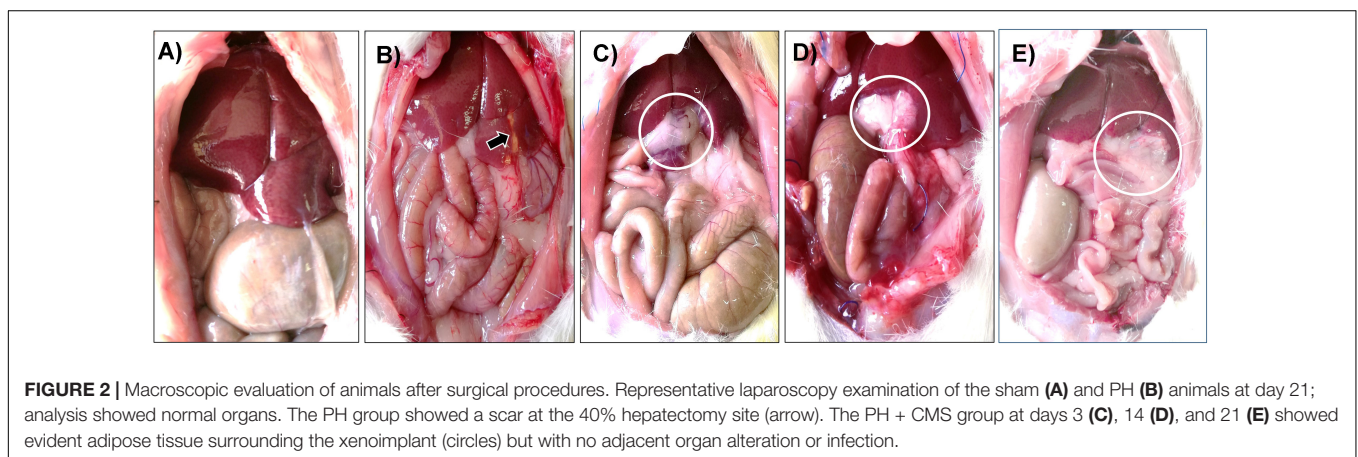 A) B) C) D) E)
FIGURE 2 | Macroscopic evaluation of animals after surgical procedures. Representative laparoscopy examination of the sham (A) and PH (B) animals at day 21;
analysis showed normal organs. The PH group showed a scar at the 40% hepatectomy site (arrow). The PH + CMS group at days 3 (C), 14 (D), and 21 (E) showed
evident adipose tissue surrounding the xenoimplant (circles) but with no adjacent organ alteration or infection.